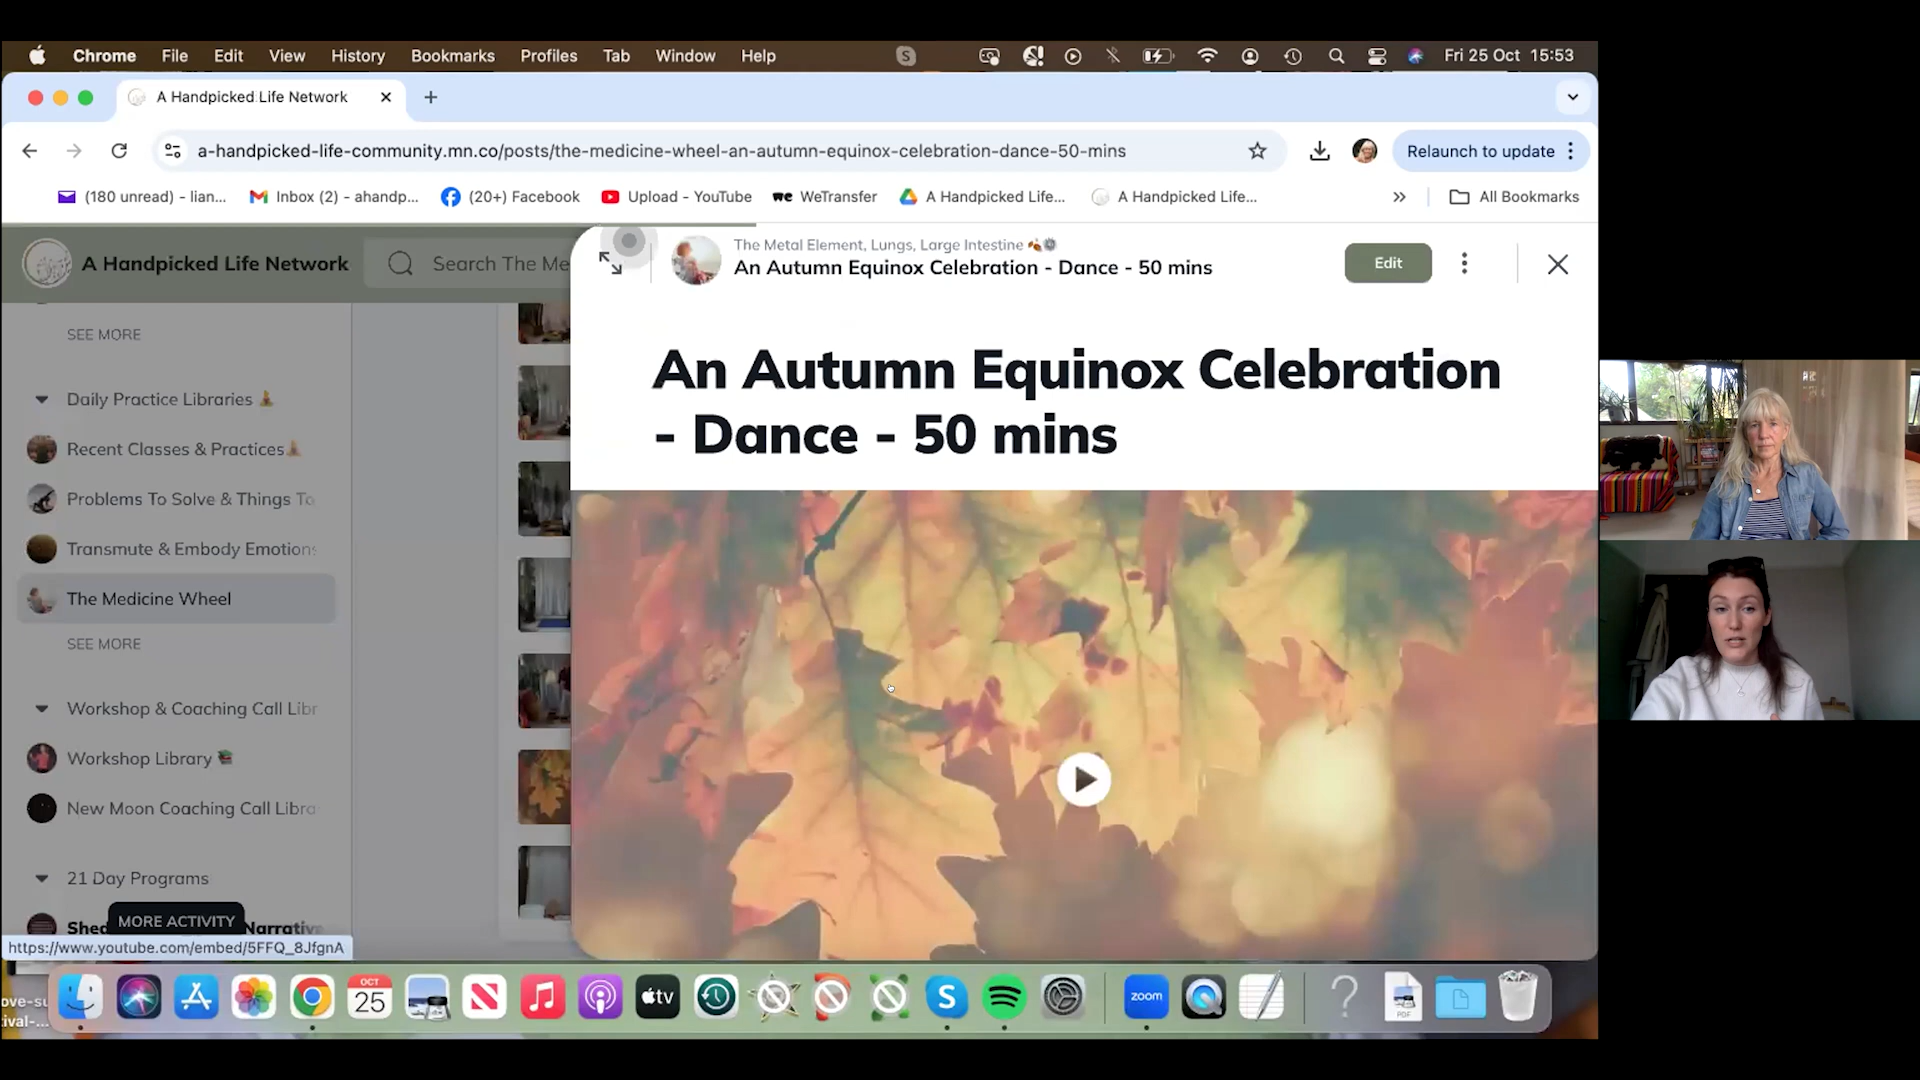 Chrome File Edit View History Bookmarks Profiles Tab Window Help Fri 25 Oct 15:53
A Handpicked Life Network
a-handpicked-life-community.mn.co/posts/the-medicine-wheel-an-autumn-equinox-celebration-dance-50-mins
Relaunch to update
(180 unread) - lian... Inbox (2) - ahandp... (20+) Facebook Upload - YouTube WeTransfer A Handpicked Life... A Handpicked Life... All Bookmarks
A Handpicked Life Network
Search The Me
The Metal Element, Lungs, Large Intestine
An Autumn Equinox Celebration - Dance - 50 mins
Edit
SEE MORE
Daily Practice Libraries
Recent Classes & Practices
Problems To Solve & Things To
Transmute & Embody Emotions
The Medicine Wheel
SEE MORE
Workshop & Coaching Call Libr
Workshop Library
New Moon Coaching Call Libra
21 Day Programs
Shed Narrative
MORE ACTIVITY
https://www.youtube.com/embed/5FFQ_8JfgnA
An Autumn Equinox Celebration
- Dance - 50 mins
ove-su
ival-...
OCT
25
tv
zoom
PDF